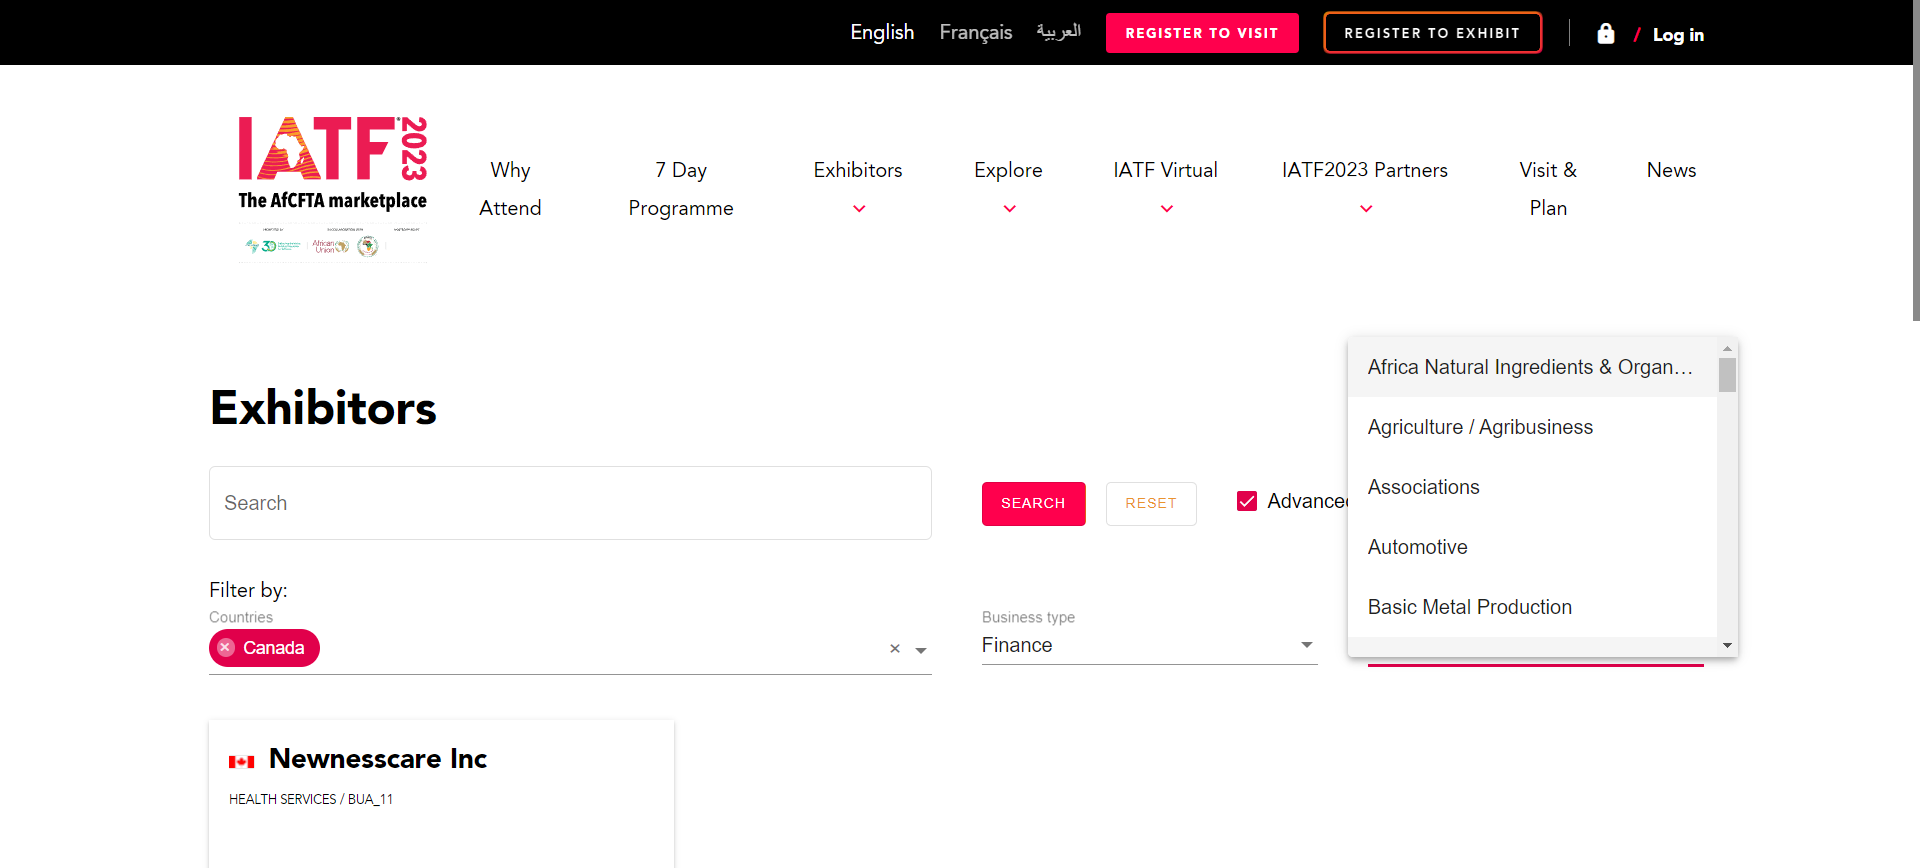 English
Français
العربية
REGISTER TO VISIT
REGISTER TO EXHIBIT
/ Log in
IATF 2023
The AfCFTA marketplace
African Union
Why Attend
7 Day Programme
Exhibitors
Explore
IATF Virtual
IATF2023 Partners
Visit & Plan
News
Exhibitors
Search
SEARCH
RESET
Advanced
Africa Natural Ingredients & Organ...
Agriculture / Agribusiness
Associations
Automotive
Basic Metal Production
Filter by:
Countries
Canada
Business type
Finance
Newnesscare Inc
HEALTH SERVICES / BUA_11